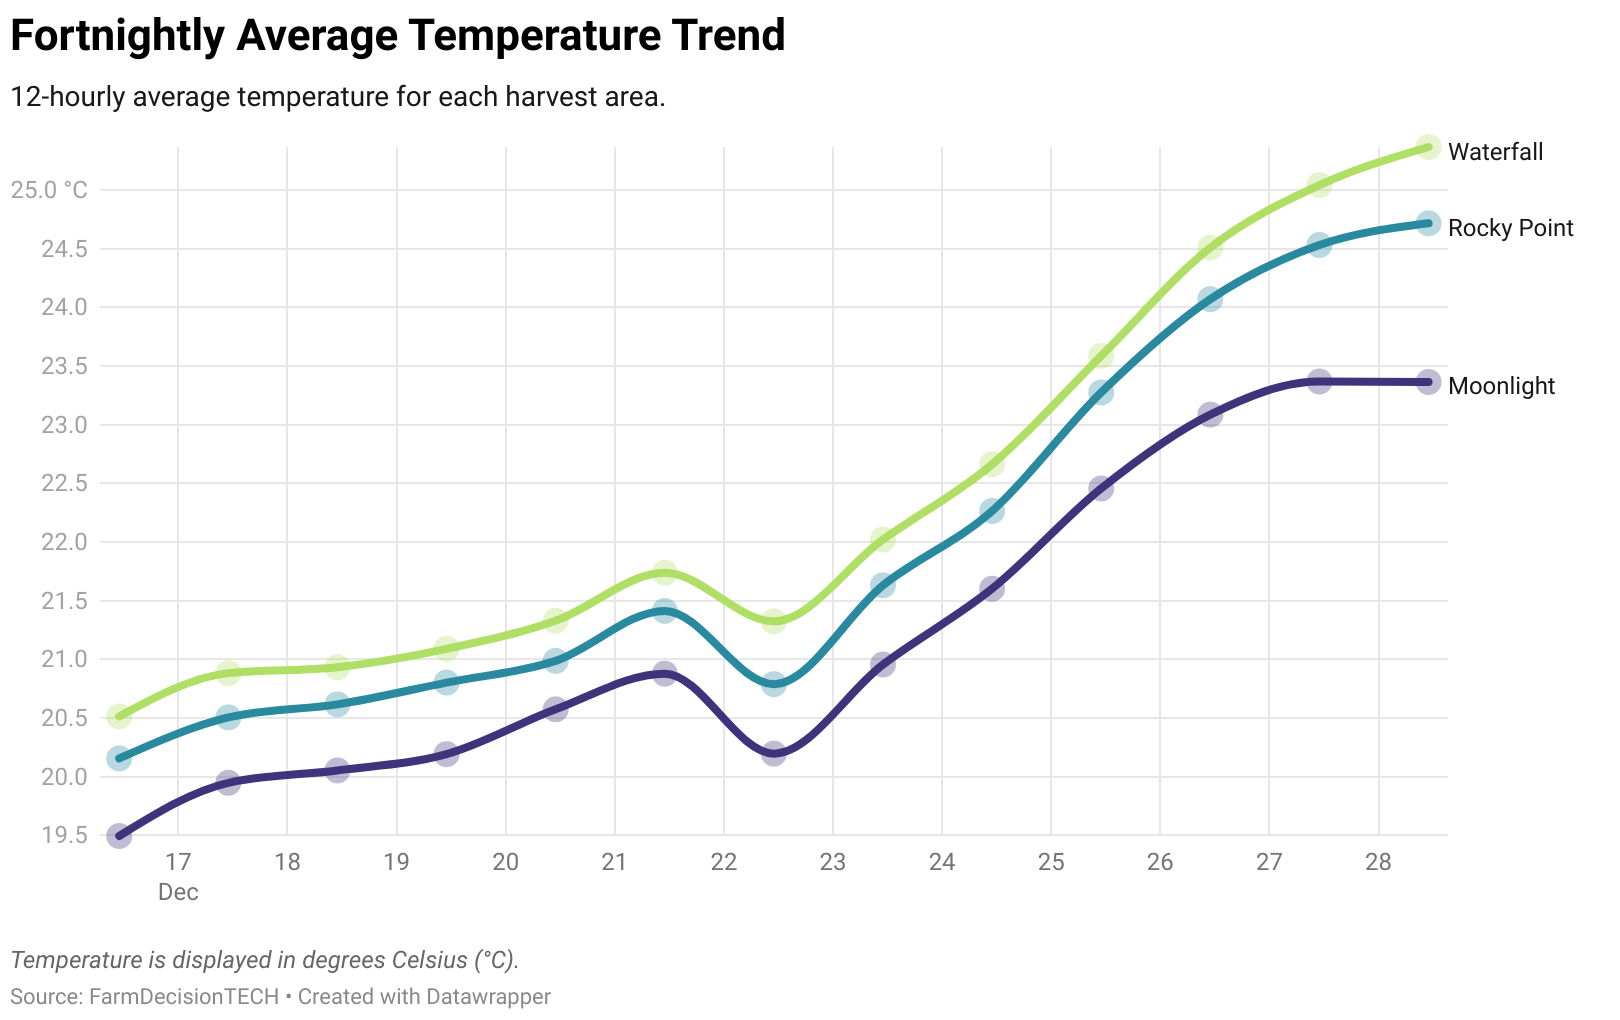 Fortnightly Average Temperature Trend
12-hourly average temperature for each harvest area.
Waterfall
25.0 °C
Rocky Point
24.5
24.0
23.5
Moonlight
23.0
22.5
22.0
21.5
21.0
20.5
20.0
19.5
17 18 19 20 21 22 23 24 25 26 27 28
Dec
Temperature is displayed in degrees Celsius (°C).
Source: FarmDecisionTECH • Created with Datawrapper